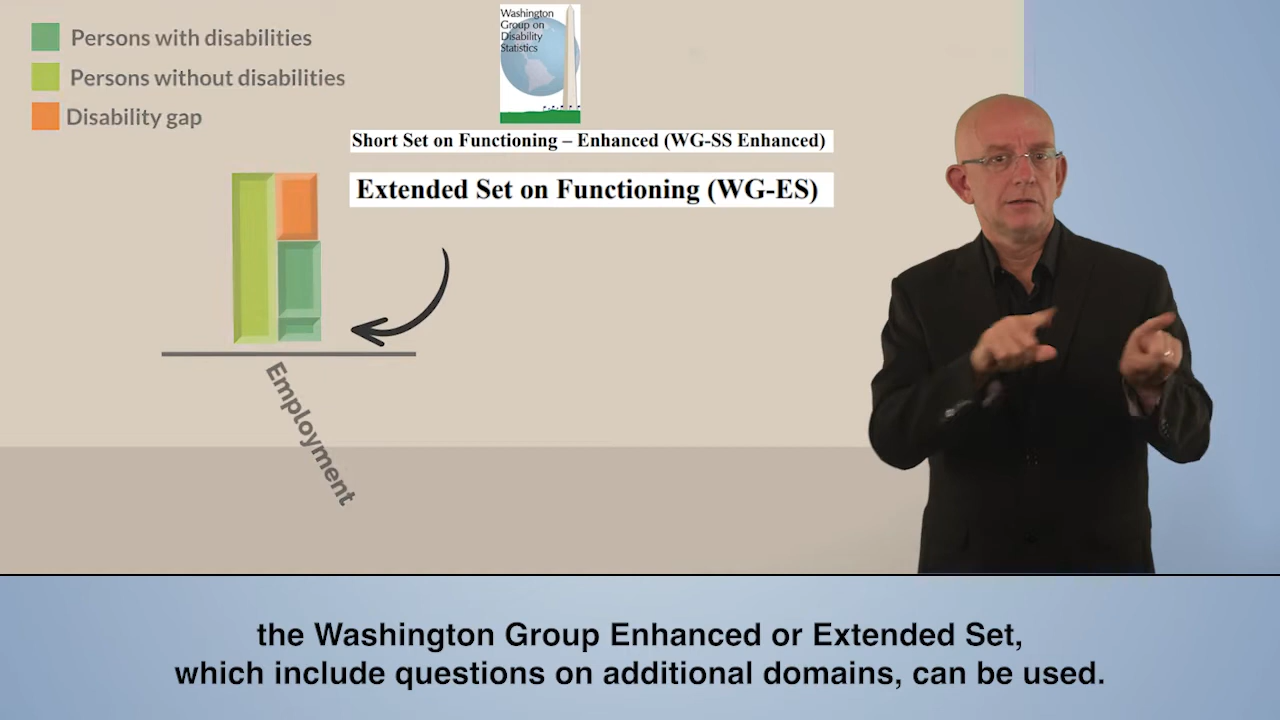 Persons with disabilities
Persons without disabilities
Disability gap
Washington
Group on
Disability
Statistics
Short Set on Functioning – Enhanced (WG-SS Enhanced)
Extended Set on Functioning (WG-ES)
Employment
the Washington Group Enhanced or Extended Set,
which include questions on additional domains, can be used.